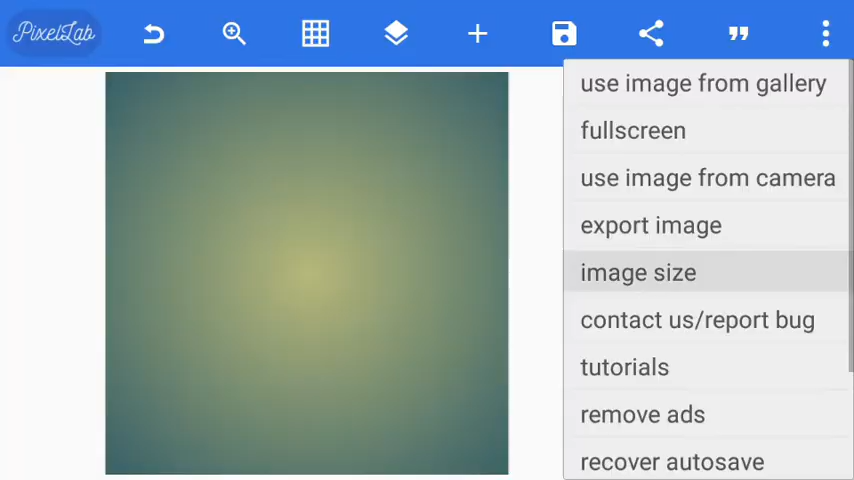 PixelLab
use image from gallery
fullscreen
use image from camera
export image
image size
contact us/report bug
tutorials
remove ads
recover autosave